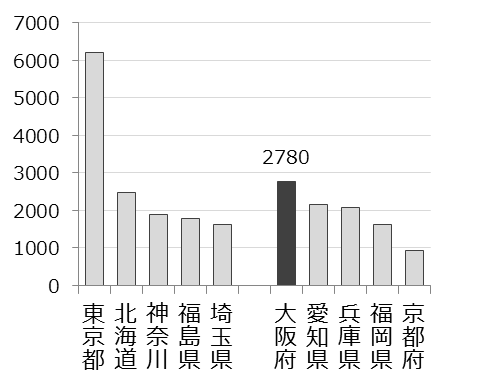 7000
6000
5000
4000
3000
2000
1000
0
2780
東京都
北海道
神奈川
福島県
埼玉県
大阪府
愛知県
兵庫県
福岡県
京都府